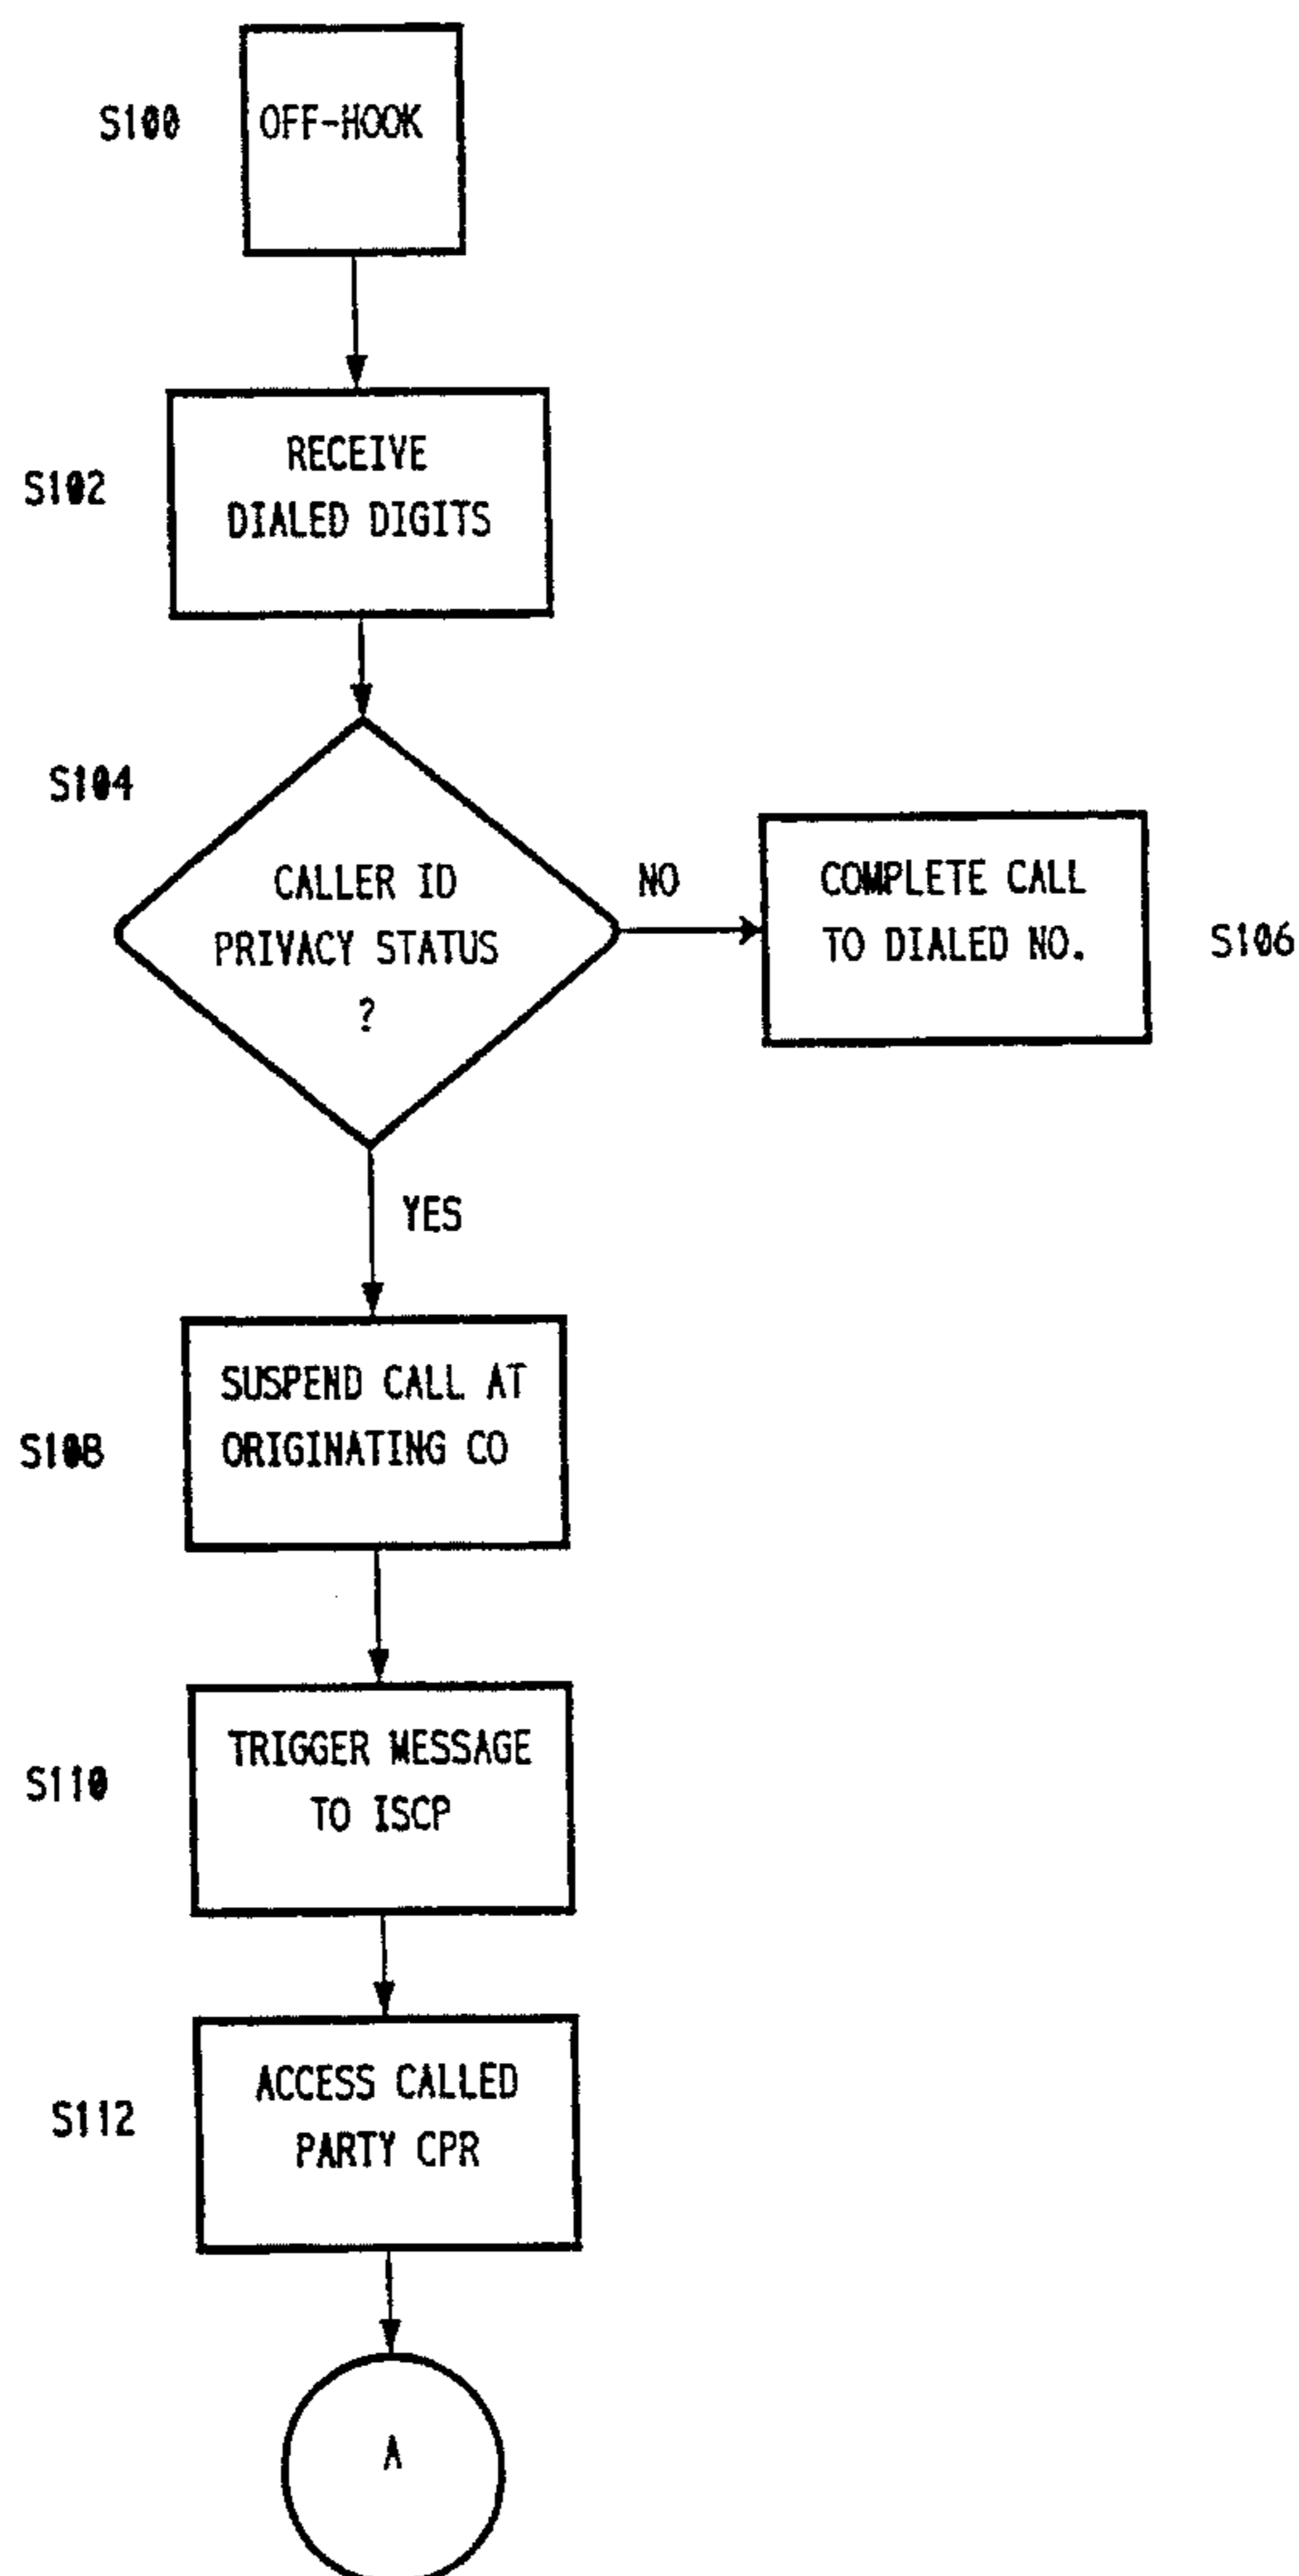 S100
OFF-HOOK
S102
RECEIVE
DIALED DIGITS
S104
CALLER ID
PRIVACY STATUS
?
NO
COMPLETE CALL
TO DIALED NO.
S106
YES
S108
SUSPEND CALL AT
ORIGINATING CO
S110
TRIGGER MESSAGE
TO ISCP
S112
ACCESS CALLED
PARTY CPR
A